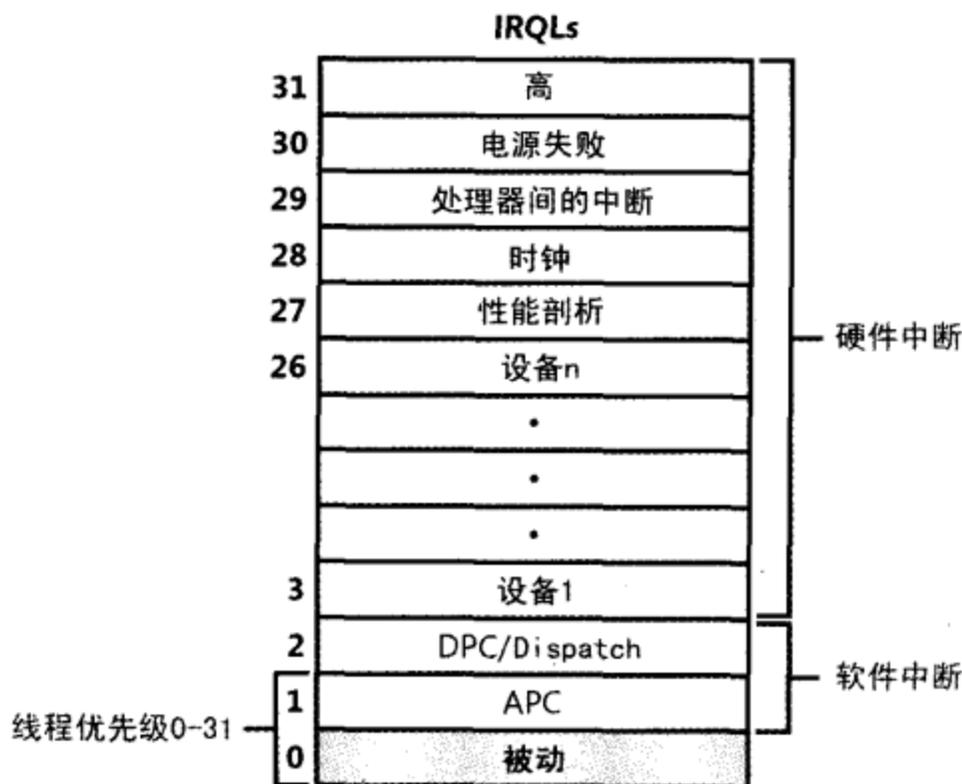 IRQLs
31 高
30 电源失败
29 处理器间的中断
28 时钟
27 性能剖析
26 设备n
硬件中断
3 设备1
2 DPC/Dispatch
软件中断
1 APC
线程优先级0-31
0 被动